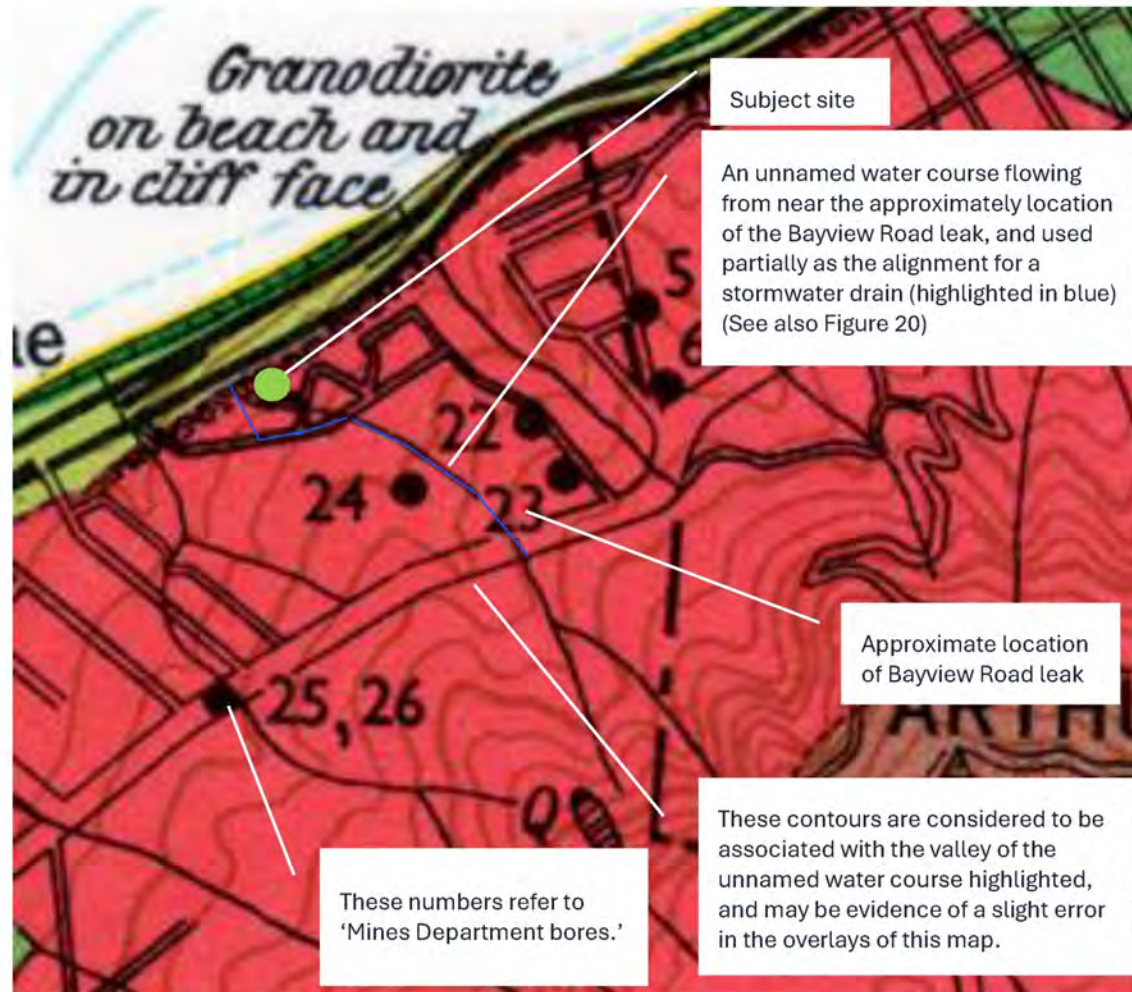 Granodiorite
on beach and
in cliff face
Subject site
An unnamed water course flowing
from near the approximately location
of the Bayview Road leak, and used
partially as the alignment for a
stormwater drain (highlighted in blue)
(See also Figure 20)
5
6
22
24
23
Approximate location
of Bayview Road leak
25, 26
ARTHU
Q
These numbers refer to
‘Mines Department bores.’
These contours are considered to be
associated with the valley of the
unnamed water course highlighted,
and may be evidence of a slight error
in the overlays of this map.